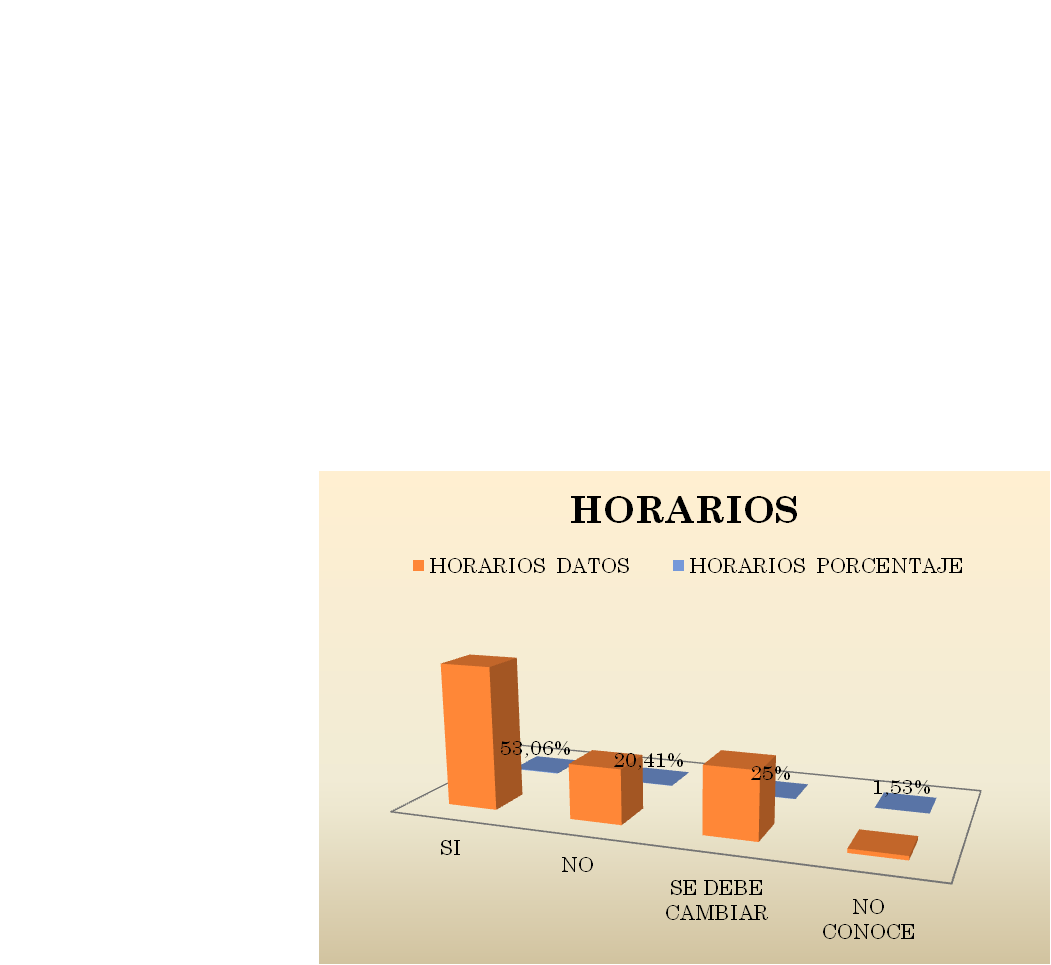 HORARIOS
HORARIOS DATOS HORARIOS PORCENTAJE
53,06%
20,41%
25%
1,53%
SI
NO
SE DEBE
CAMBIAR
NO
CONOCE